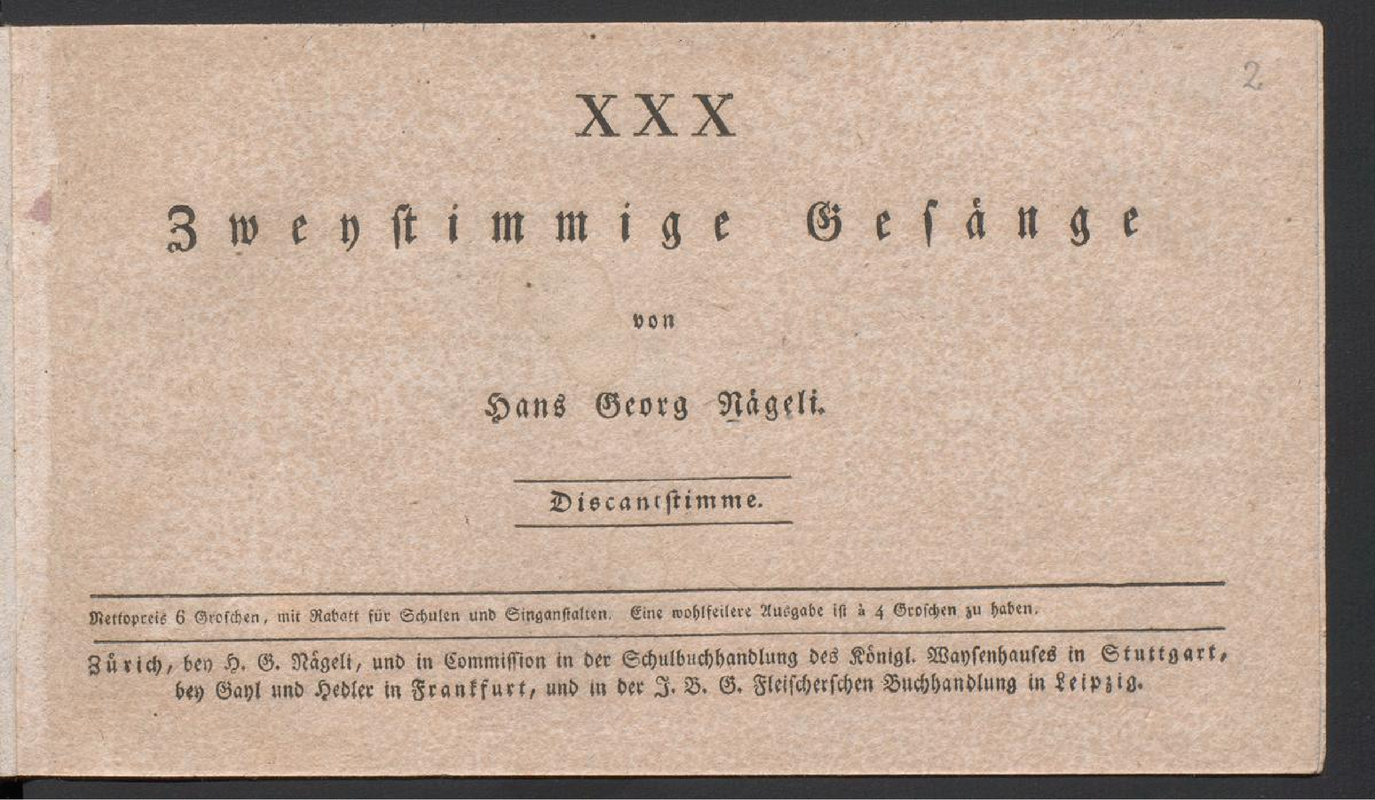 2
XXX
Zweyſtimmige Geſänge
von
Hans Georg Nägeli.
Discantſtimme.
Nettopreis 6 Groſchen, mit Rabatt für Schulen und Singanſtalten. Eine wohlfeilere Ausgabe iſt à 4 Groſchen zu haben.
Zürich, bey H. G. Nägeli, und in Commiſſion in der Schulbuchhandlung des Königl. Wayſenhauſes in Stuttgart,
bey Gayl und Hedler in Frankfurt, und in der J. B. G. Fleiſcherſchen Buchhandlung in Leipzig.